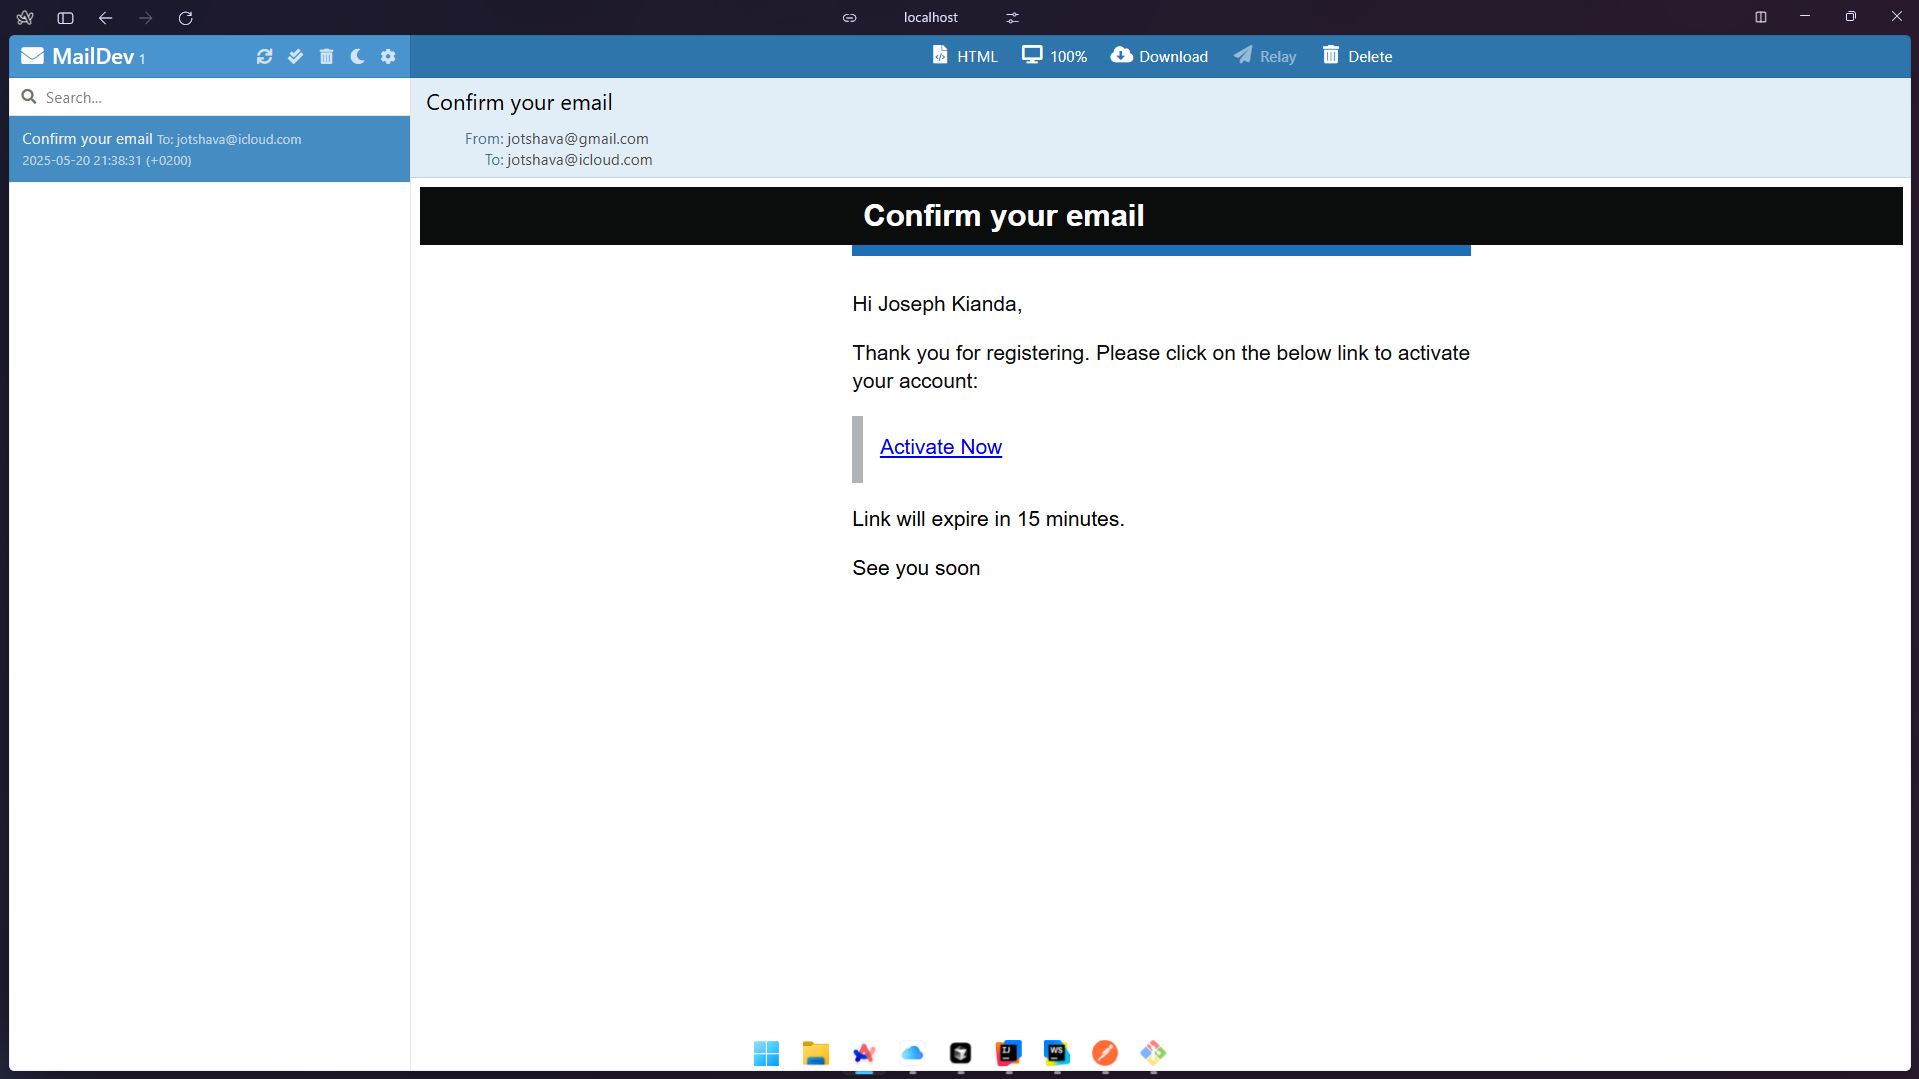 localhost
MailDev 1
HTML
100%
Download
Relay
Delete
Search...
Confirm your email To: jotshava@icloud.com
2025-05-20 21:38:31 (+0200)
Confirm your email
From: jotshava@gmail.com
To: jotshava@icloud.com
Confirm your email
Hi Joseph Kianda,
Thank you for registering. Please click on the below link to activate
your account:
Activate Now
Link will expire in 15 minutes.
See you soon
IJ
WS